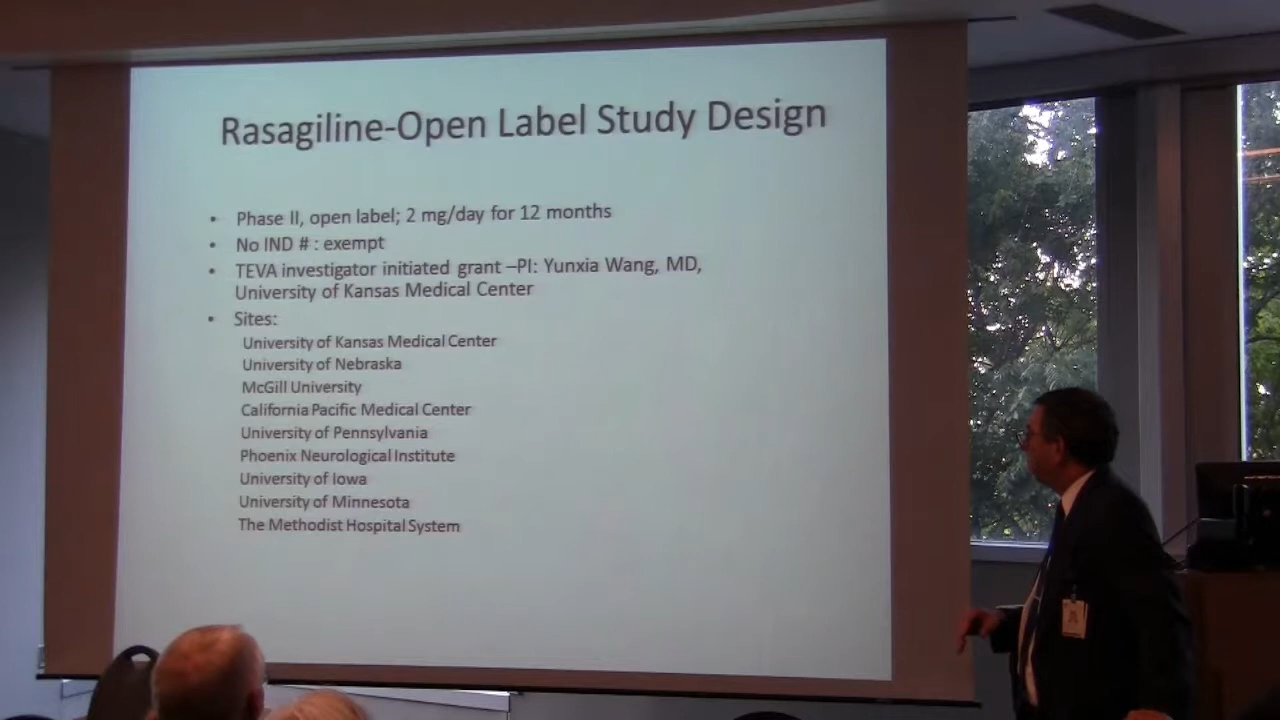 Rasagiline-Open Label Study Design
• Phase II, open label; 2 mg/day for 12 months
• No IND # : exempt
• TEVA investigator initiated grant –PI: Yunxia Wang, MD,
University of Kansas Medical Center
• Sites:
University of Kansas Medical Center
University of Nebraska
McGill University
California Pacific Medical Center
University of Pennsylvania
Phoenix Neurological Institute
University of Iowa
University of Minnesota
The Methodist Hospital System